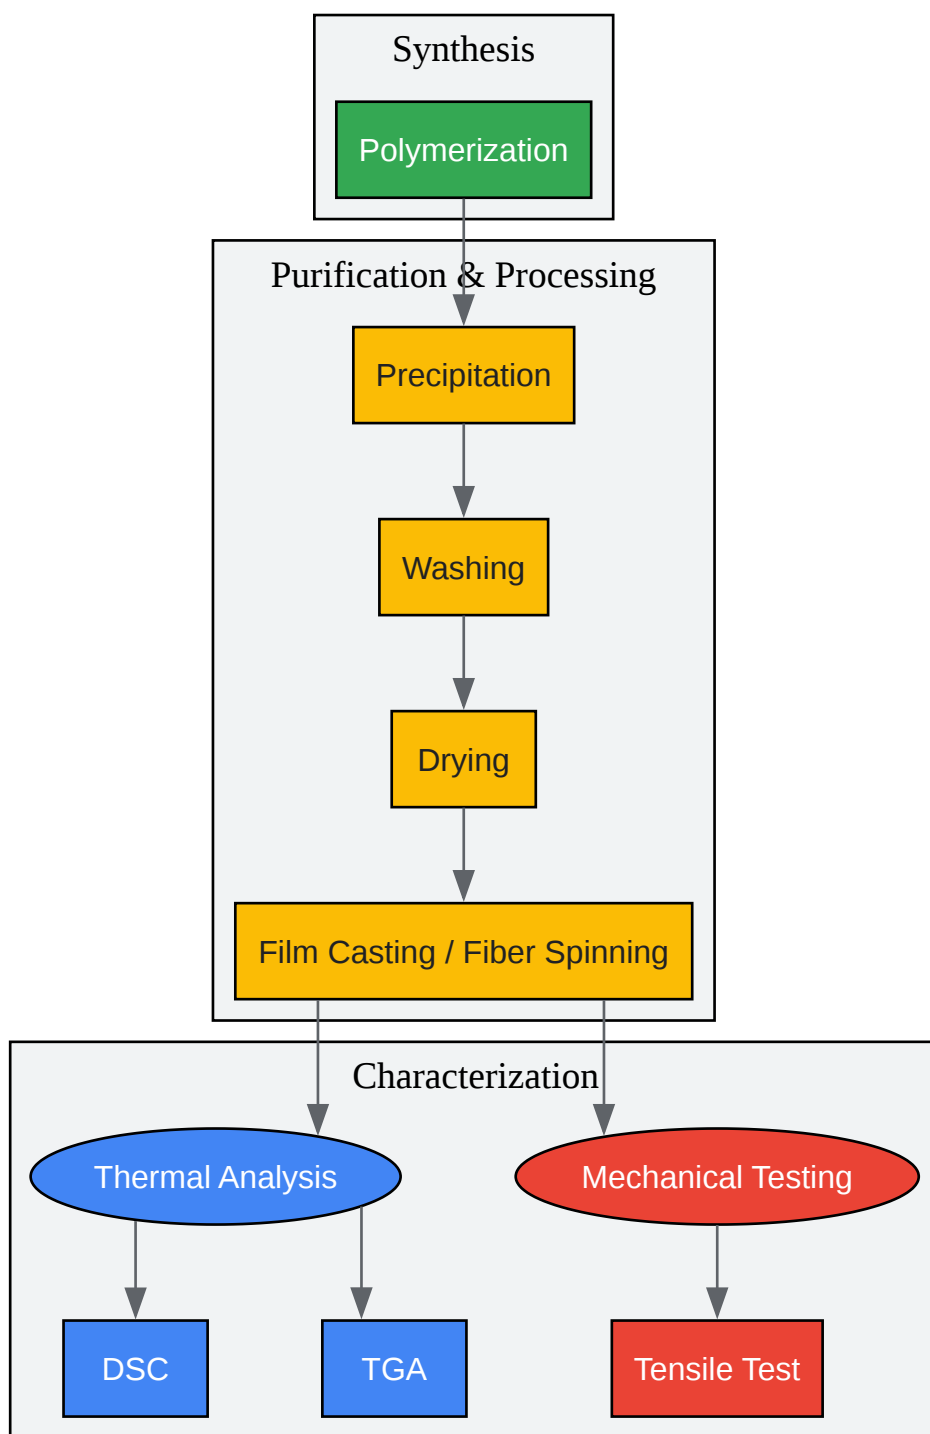 Synthesis
Polymerization
Purification & Processing
Precipitation
Washing
Drying
Film Casting / Fiber Spinning
Characterization
Thermal Analysis
Mechanical Testing
DSC
TGA
Tensile Test